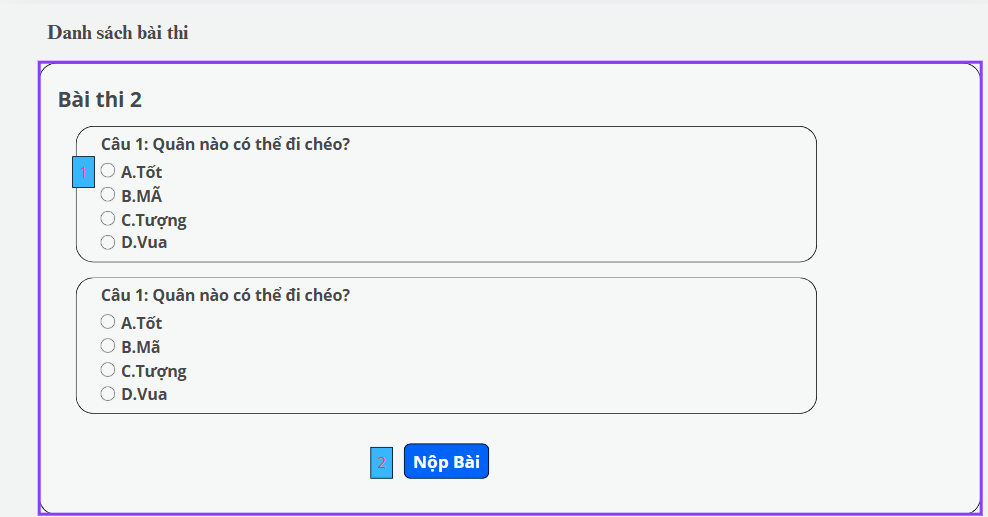 Danh sách bài thi
Bài thi 2
Câu 1: Quân nào có thể đi chéo?
1
A.Tốt
B.MÃ
C.Tượng
D.Vua
Câu 1: Quân nào có thể đi chéo?
A.Tốt
B.Mã
C.Tượng
D.Vua
2 Nộp Bài